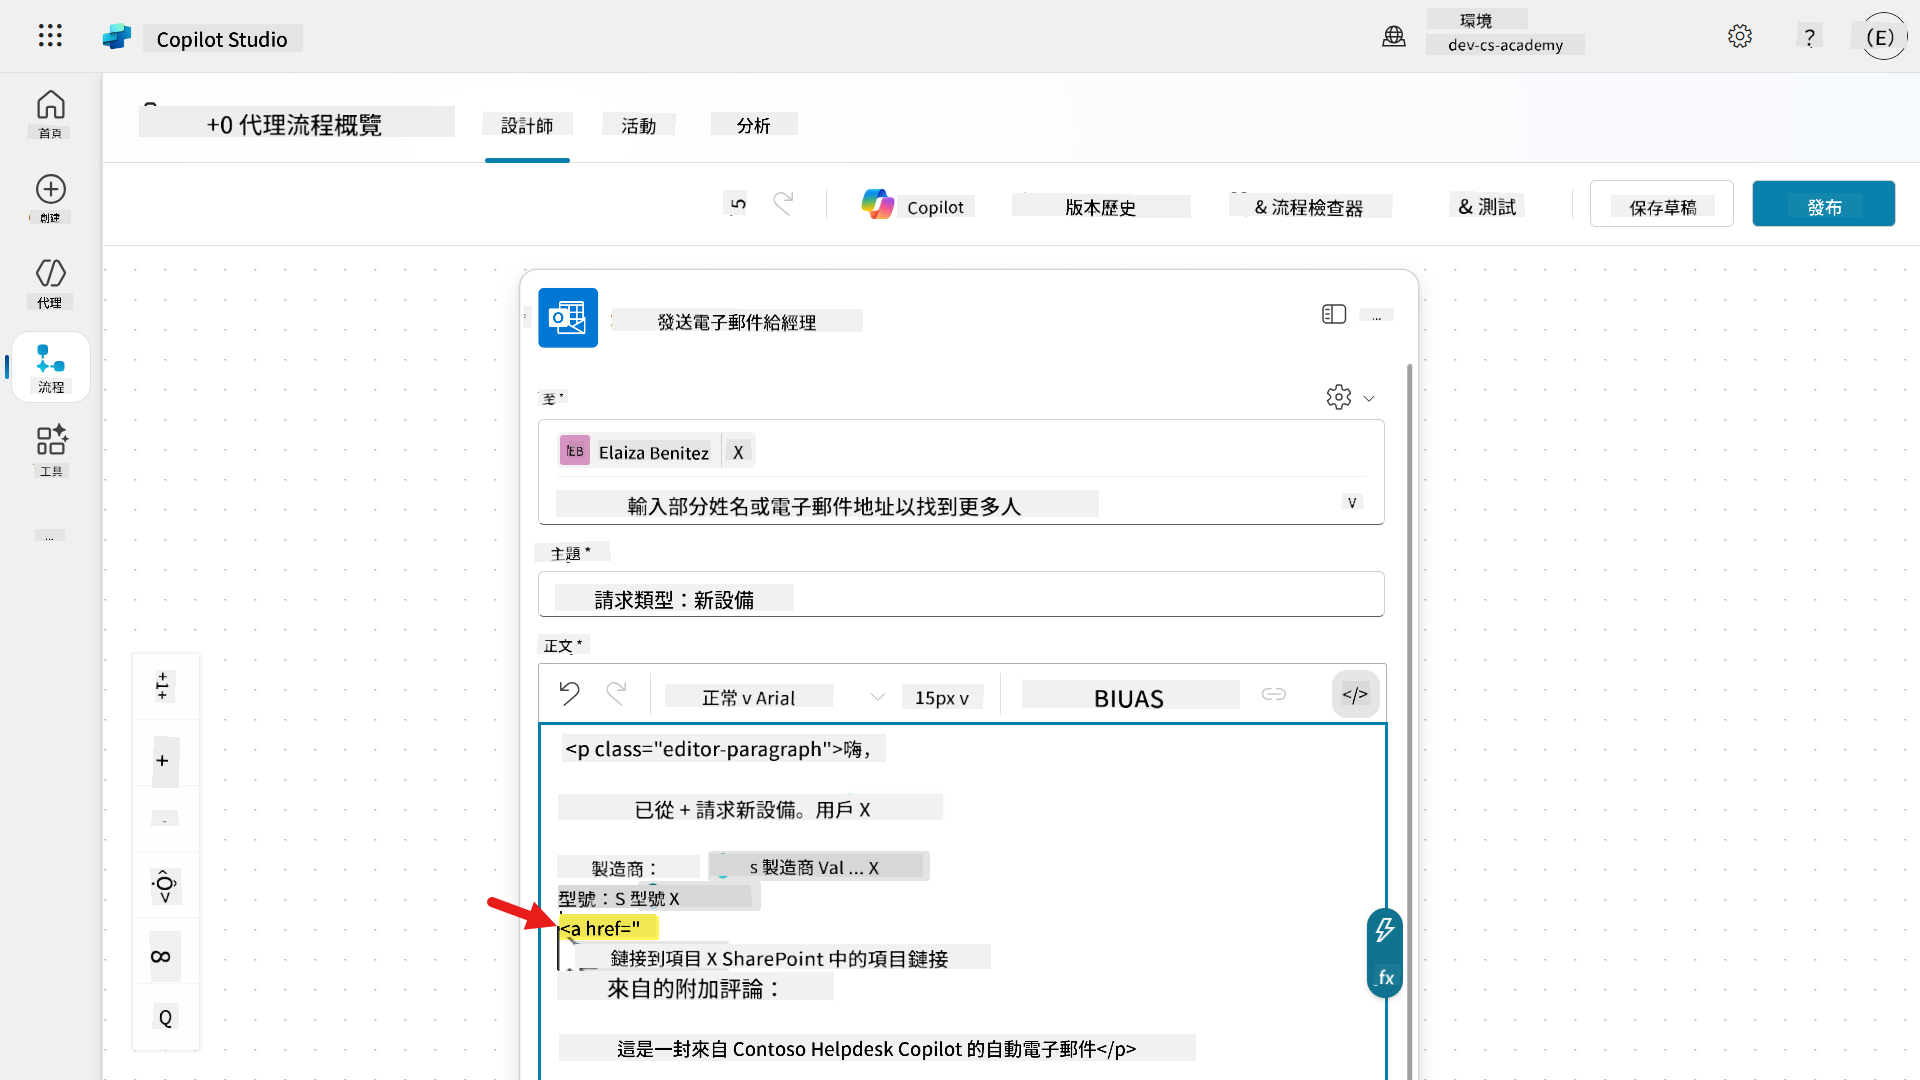 Copilot Studio
環境
dev-cs-academy
?
(E)
首頁
創建
代理
流程
工具
...
+0 代理流程概覽
設計師
活動
分析
Copilot
版本歷史
& 流程檢查器
& 測試
保存草稿
發布
發送電子郵件給經理
...
至 *
EB
Elaiza Benitez
X
輸入部分姓名或電子郵件地址以找到更多人
V
主題 *
請求類型：新設備
正文 *
正常 v Arial
15px v
BIUAS
</>
<p class="editor-paragraph">嗨，
已從 + 請求新設備。用戶 X
製造商：
s 製造商 Val ... X
型號：S 型號 X
<a href="
鏈接到項目 X SharePoint 中的項目鏈接
來自的附加評論：
這是一封來自 Contoso Helpdesk Copilot 的自動電子郵件</p>
fx
+
Q